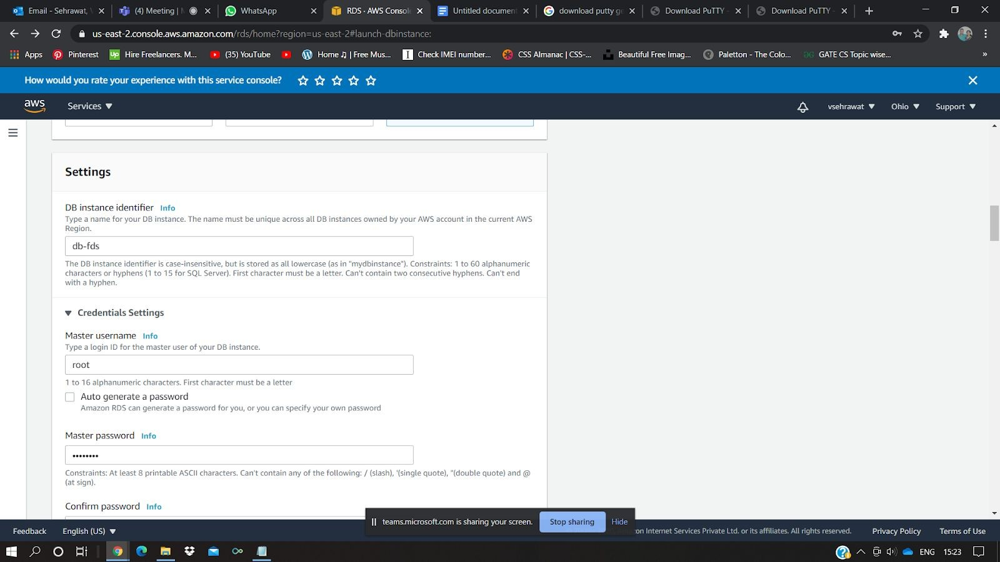 Email - Sehrawat,
(4) Meeting |
WhatsApp
RDS · AWS Console
Untitled document
download putty ge
Download PuTTY -
Download PuTTY -
us-east-2.console.aws.amazon.com/rds/home?region=us-east-2#launch-dbinstance:
Apps
Pinterest
Up
Hire Freelancers. M...
(35) YouTube
Home ♫ | Free Mus...
I
Check IMEI number...
CSS Almanac | CSS-...
Beautiful Free Imag...
Paletton - The Colo...
GATE CS Topic wise...
»
How would you rate your experience with this service console?
aws
Services
vsehrawat
Ohio
Support
Settings
DB instance identifier Info
Type a name for your DB instance. The name must be unique across all DB instances owned by your AWS account in the current AWS
Region.
db-fds
The DB instance identifier is case-insensitive, but is stored as all lowercase (as in "mydbinstance"). Constraints: 1 to 60 alphanumeric
characters or hyphens (1 to 15 for SQL Server). First character must be a letter. Can't contain two consecutive hyphens. Can't end
with a hyphen.
Credentials Settings
Master username Info
Type a login ID for the master user of your DB instance.
root
1 to 16 alphanumeric characters. First character must be a letter
Auto generate a password
Amazon RDS can generate a password for you, or you can specify your own password
Master password Info
••••••••
Constraints: At least 8 printable ASCII characters. Can't contain any of the following: / (slash), '(single quote), "(double quote) and @
(at sign).
Confirm password Info
teams.microsoft.com is sharing your screen.
Stop sharing
Hide
Feedback
English (US)
on Internet Services Private Ltd. or its affiliates. All rights reserved.
Privacy Policy
Terms of Use
ENG
15:23